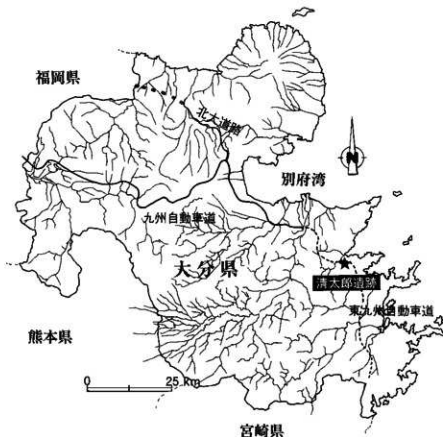 福岡県
北大道跡
N
別府湾
九州自動車道
大分県
清太郎遺跡
東九州自動車道
熊本県
0 25 km
宮崎県